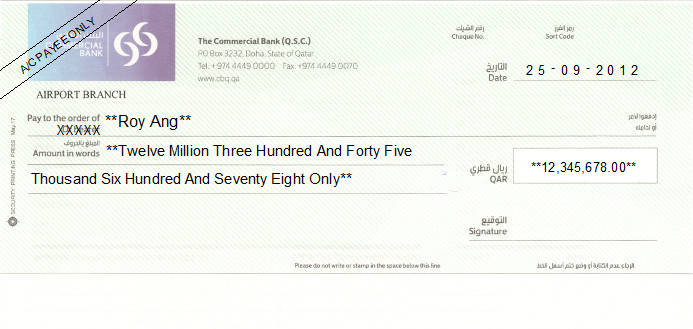 A/C PAYEE ONLY
COMMERCIAL BANK
The Commercial Bank (Q.S.C.)
PO Box 3232, Doha, State of Qatar.
Tel: +974 4449 0000 Fax: +974 4449 0070
www.cbq.qa
رقم الشيك
Cheque No.
رمز الفرز
Sort Code
التاريخ
Date
25-09-2012
AIRPORT BRANCH
Pay to the order of **Roy Ang**
XXXXX
إدفعوا لأمر
أو لحامله
المبلغ بالحروف
Amount in words **Twelve Million Three Hundred And Forty Five
Thousand Six Hundred And Seventy Eight Only**
ريال قطري
QAR
**12,345,678.00**
التوقيع
Signature
SECURITY PRINTING PRESS May 17
Please do not write or stamp in the space below this line
الرجاء عدم الكتابة أو وضع ختم أسفل الخط